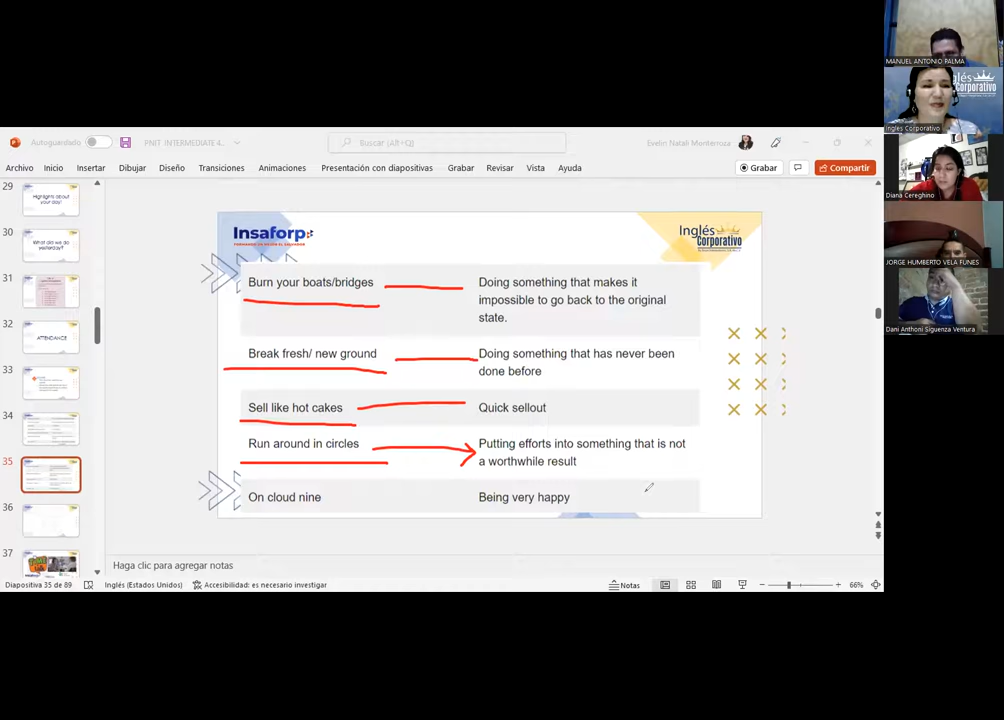 MANUEL ANTONIO PALMA
Inglés
Corporativo
Ingles Corporativo
Diana Cereghino
JORGE HUMBERTO VELA FUNES
Dani Anthoni Siguenza Ventura
Autoguardado
PNIT INTERMEDIATE 4...
Buscar (Alt+Q)
Evelin Natali Monterroza
Archivo Inicio Insertar Dibujar Diseño Transiciones Animaciones Presentación con diapositivas Grabar Revisar Vista Ayuda
Grabar
Compartir
29
Highlights about
your day!
30
What did we do
yesterday?
31
32
ATTENDANCE
33
34
35
36
37
Insaforp
Inglés
Corporativo
Burn your boats/bridges
Doing something that makes it
impossible to go back to the original
state.
Break fresh/ new ground
Doing something that has never been
done before
Sell like hot cakes
Quick sellout
Run around in circles
Putting efforts into something that is not
a worthwhile result
On cloud nine
Being very happy
Haga clic para agregar notas
Diapositiva 35 de 89
Inglés (Estados Unidos)
Accesibilidad: es necesario investigar
Notas
66%